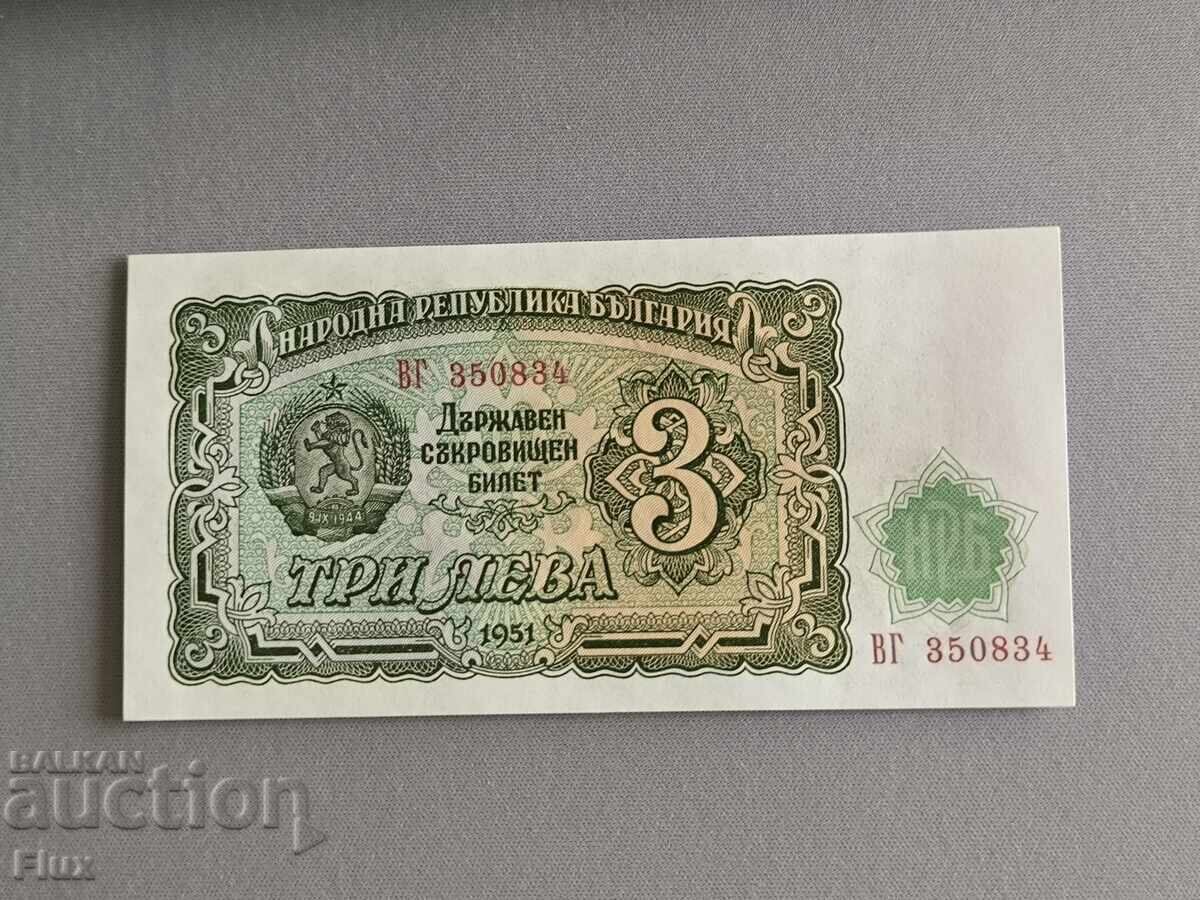 НАРОДНА РЕПУБЛИКА БЪЛГАРИЯ
ВГ 350834
ДЪРЖАВЕН
СЪКРОВИЩЕН
БИЛЕТ
3
9·IX·1944
ТРИ ЛЕВА
1951
НРБ
ВГ 350834
BALKAN
auction
Flux